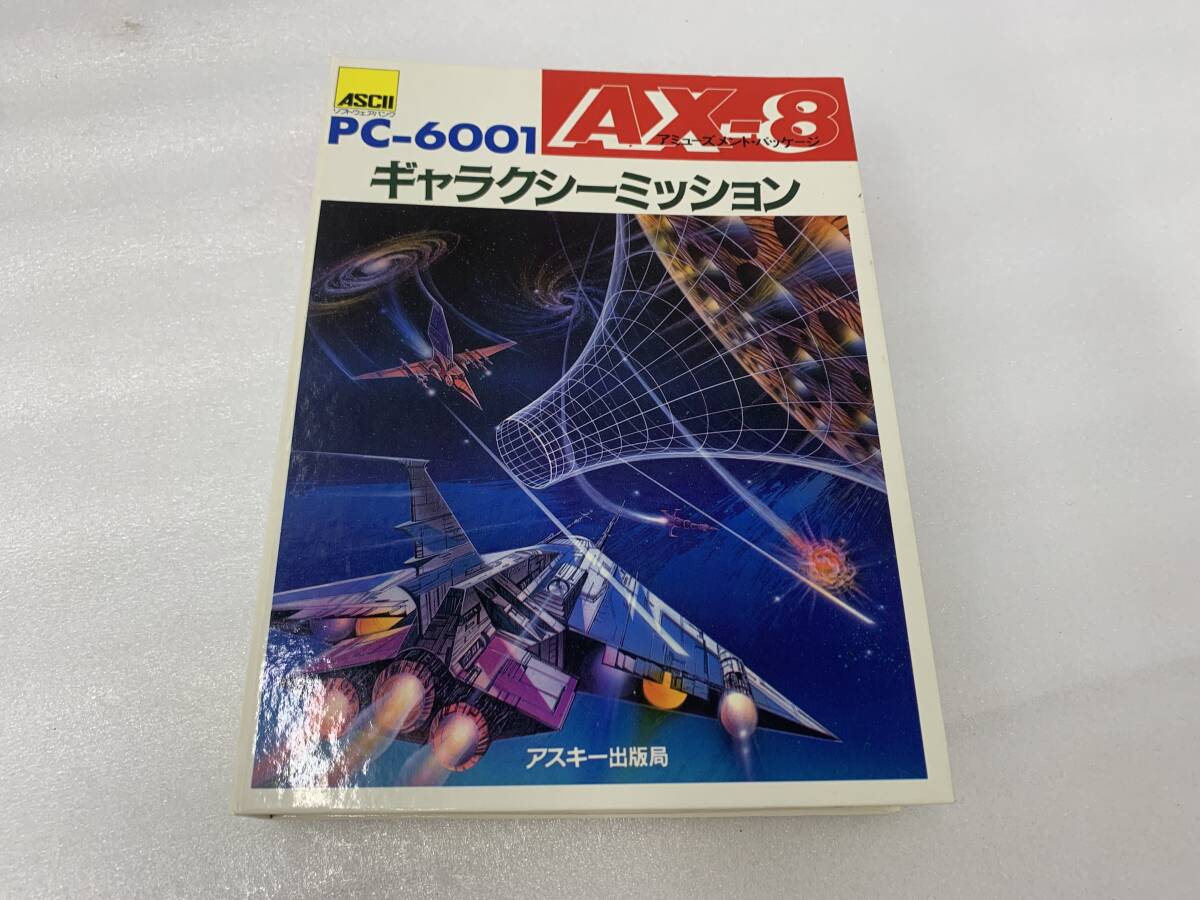 ASCII
ソフトウェアバンク
PC-6001
AX-8
アミューズメント・パッケージ
ギャラクシーミッション
アスキー出版局